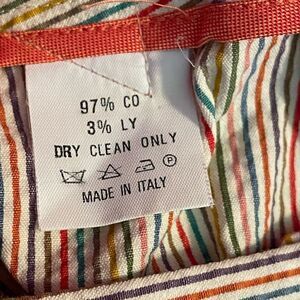 97% CO
3% LY
DRY CLEAN ONLY
P
MADE IN ITALY